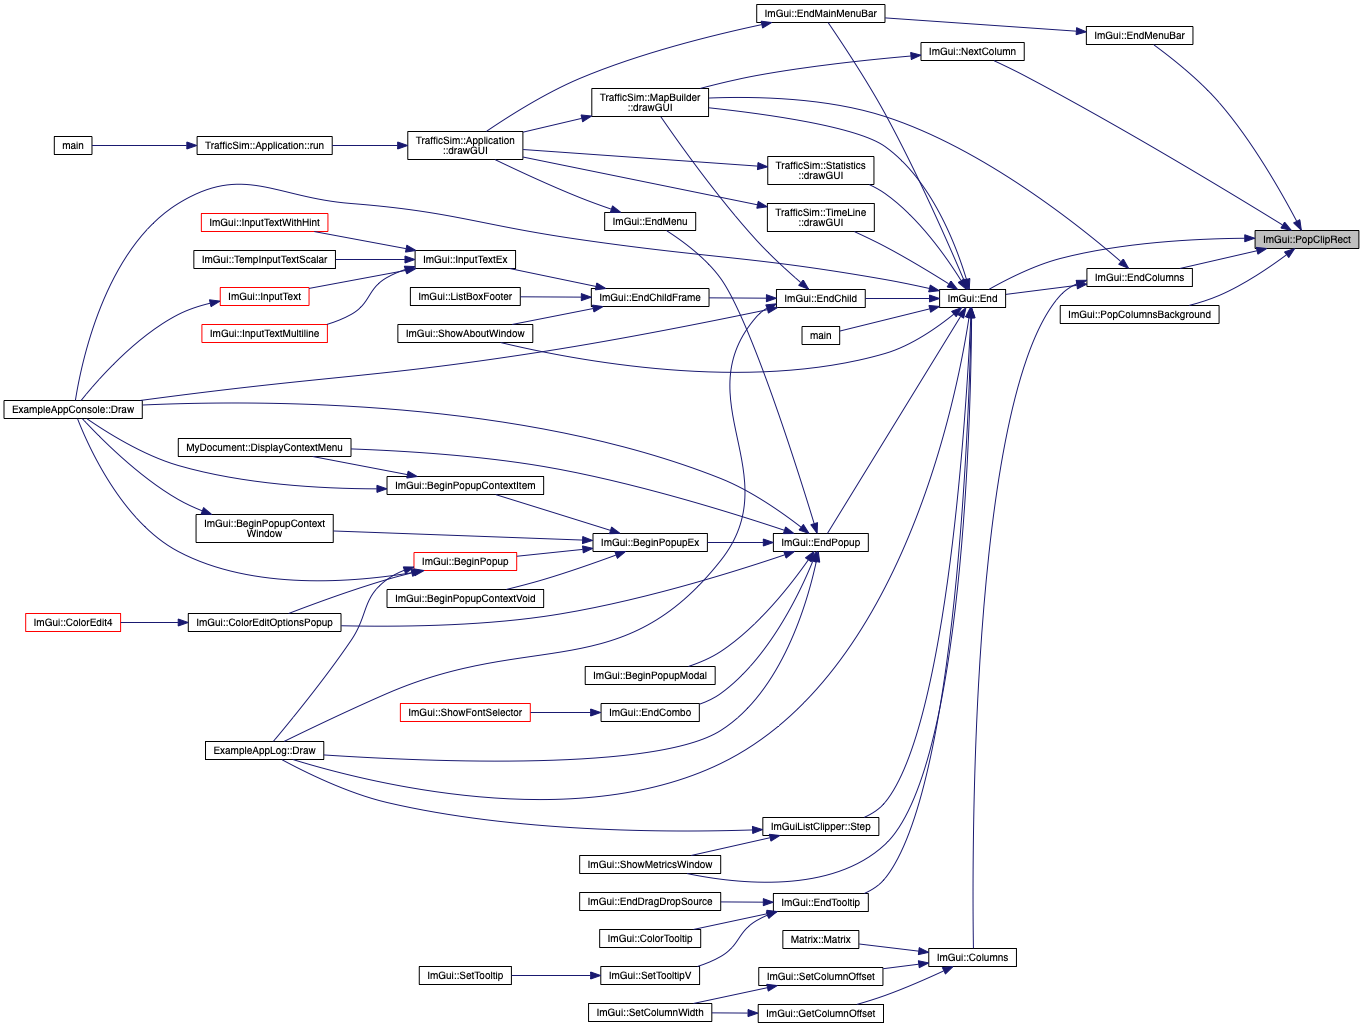 ImGui::EndMainMenuBar
ImGui::EndMenuBar
ImGui::NextColumn
TrafficSim::MapBuilder
::drawGUI
main
TrafficSim::Application::run
TrafficSim::Application
::drawGUI
TrafficSim::Statistics
::drawGUI
TrafficSim::TimeLine
::drawGUI
ImGui::InputTextWithHint
ImGui::EndMenu
ImGui::PopClipRect
ImGui::TempInputTextScalar
ImGui::InputTextEx
ImGui::EndColumns
ImGui::InputText
ImGui::ListBoxFooter
ImGui::EndChildFrame
ImGui::EndChild
ImGui::End
ImGui::PopColumnsBackground
ImGui::InputTextMultiline
ImGui::ShowAboutWindow
main
ExampleAppConsole::Draw
MyDocument::DisplayContextMenu
ImGui::BeginPopupContextItem
ImGui::BeginPopupContext
Window
ImGui::BeginPopupEx
ImGui::EndPopup
ImGui::BeginPopup
ImGui::BeginPopupContextVoid
ImGui::ColorEdit4
ImGui::ColorEditOptionsPopup
ImGui::BeginPopupModal
ImGui::ShowFontSelector
ImGui::EndCombo
ExampleAppLog::Draw
ImGuiListClipper::Step
ImGui::ShowMetricsWindow
ImGui::EndDragDropSource
ImGui::EndTooltip
ImGui::ColorTooltip
Matrix::Matrix
ImGui::Columns
ImGui::SetTooltip
ImGui::SetTooltipV
ImGui::SetColumnOffset
ImGui::SetColumnWidth
ImGui::GetColumnOffset